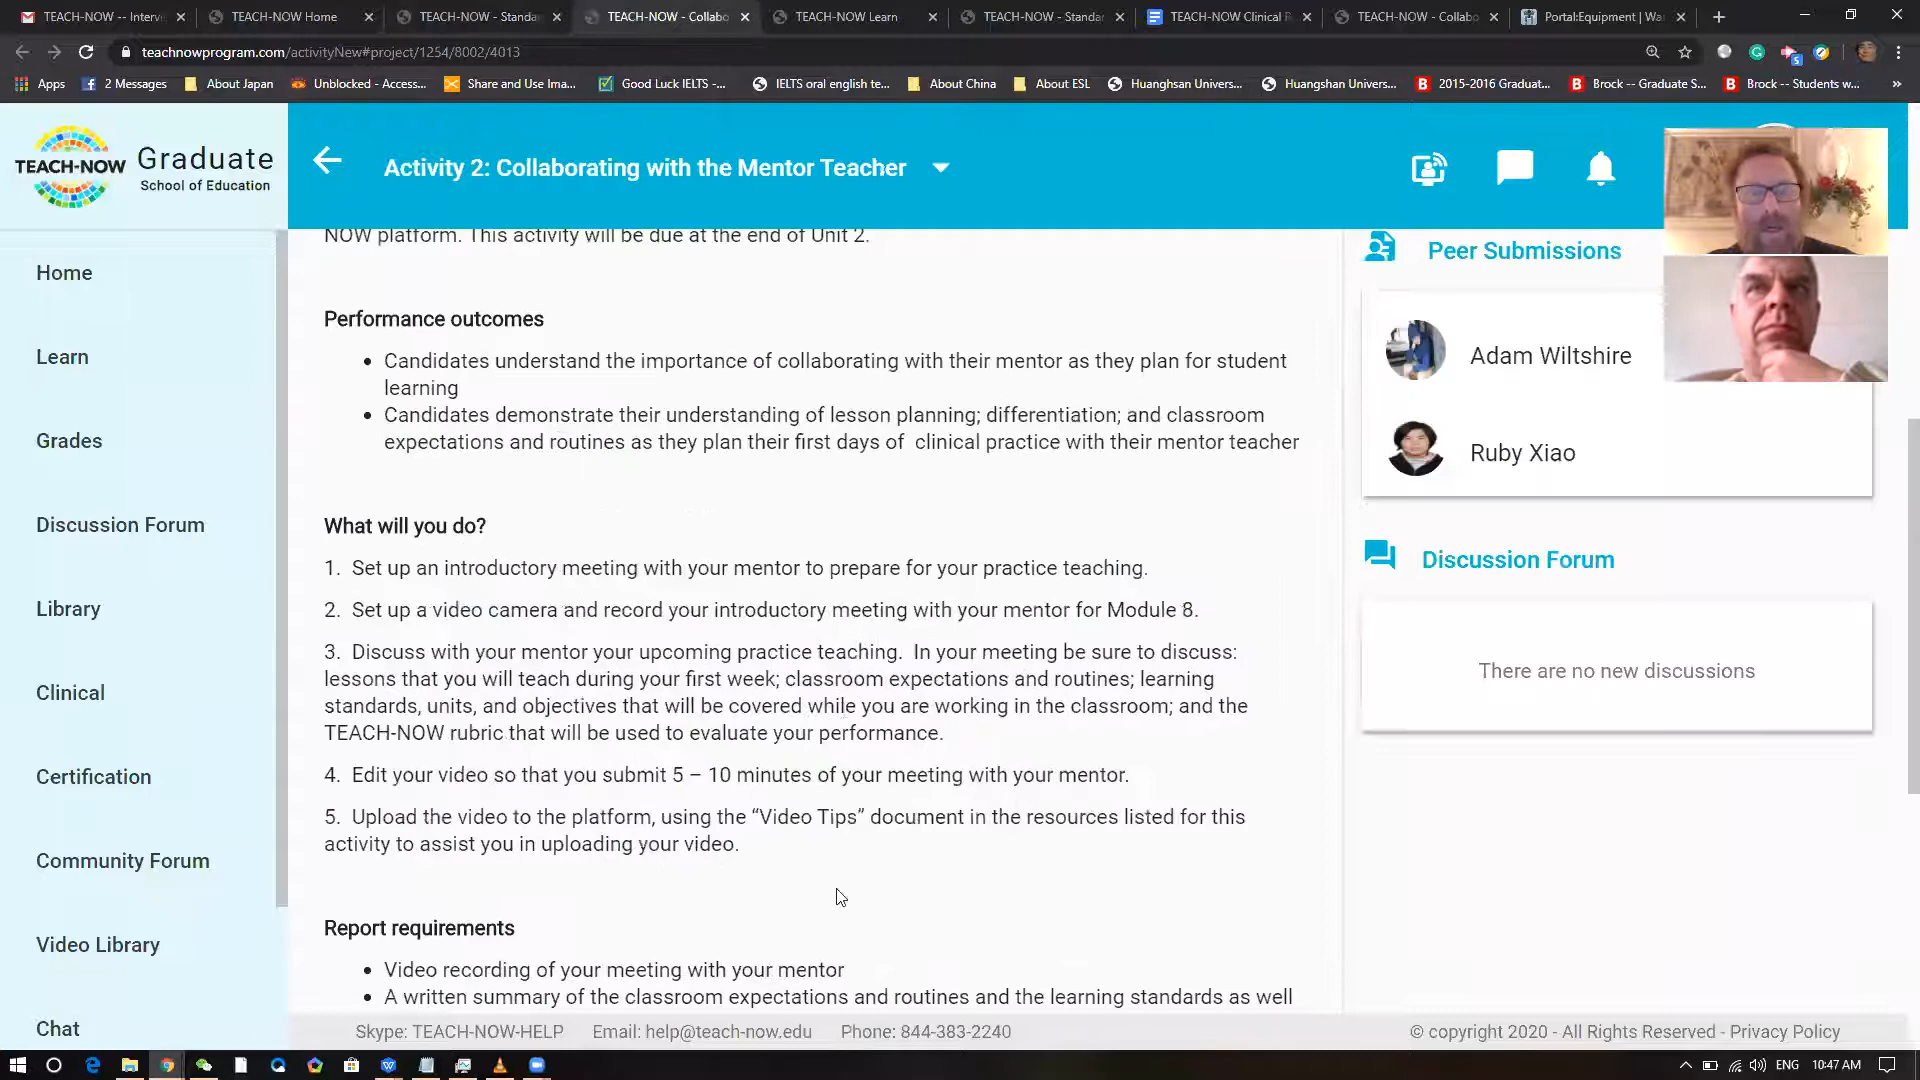 TEACH-NOW -- Interv
TEACH-NOW Home
TEACH-NOW - Standar
TEACH-NOW - Collabo
TEACH-NOW Learn
TEACH-NOW - Standar
TEACH-NOW Clinical R
TEACH-NOW - Collabo
Portal:Equipment | Wa
teachnowprogram.com/activityNew#project/1254/8002/4013
Apps
2 Messages
About Japan
Unblocked - Access...
Share and Use Ima...
Good Luck IELTS -...
IELTS oral english te...
About China
About ESL
Huanghsan Univers...
Huangshan Univers...
2015-2016 Graduat...
Brock -- Graduate S...
Brock -- Students w...
TEACH-NOW
Graduate
School of Education
Activity 2: Collaborating with the Mentor Teacher
Home
Learn
Grades
Discussion Forum
Library
Clinical
Certification
Community Forum
Video Library
Chat
NOW platform. This activity will be due at the end of Unit 2.
Performance outcomes
• Candidates understand the importance of collaborating with their mentor as they plan for student
learning
• Candidates demonstrate their understanding of lesson planning; differentiation; and classroom
expectations and routines as they plan their first days of clinical practice with their mentor teacher
What will you do?
1. Set up an introductory meeting with your mentor to prepare for your practice teaching.
2. Set up a video camera and record your introductory meeting with your mentor for Module 8.
3. Discuss with your mentor your upcoming practice teaching. In your meeting be sure to discuss:
lessons that you will teach during your first week; classroom expectations and routines; learning
standards, units, and objectives that will be covered while you are working in the classroom; and the
TEACH-NOW rubric that will be used to evaluate your performance.
4. Edit your video so that you submit 5 – 10 minutes of your meeting with your mentor.
5. Upload the video to the platform, using the “Video Tips” document in the resources listed for this
activity to assist you in uploading your video.
Report requirements
• Video recording of your meeting with your mentor
• A written summary of the classroom expectations and routines and the learning standards as well
Peer Submissions
Adam Wiltshire
Ruby Xiao
Discussion Forum
There are no new discussions
Skype: TEACH-NOW-HELP
Email: help@teach-now.edu
Phone: 844-383-2240
© copyright 2020 - All Rights Reserved - Privacy Policy
ENG
10:47 AM